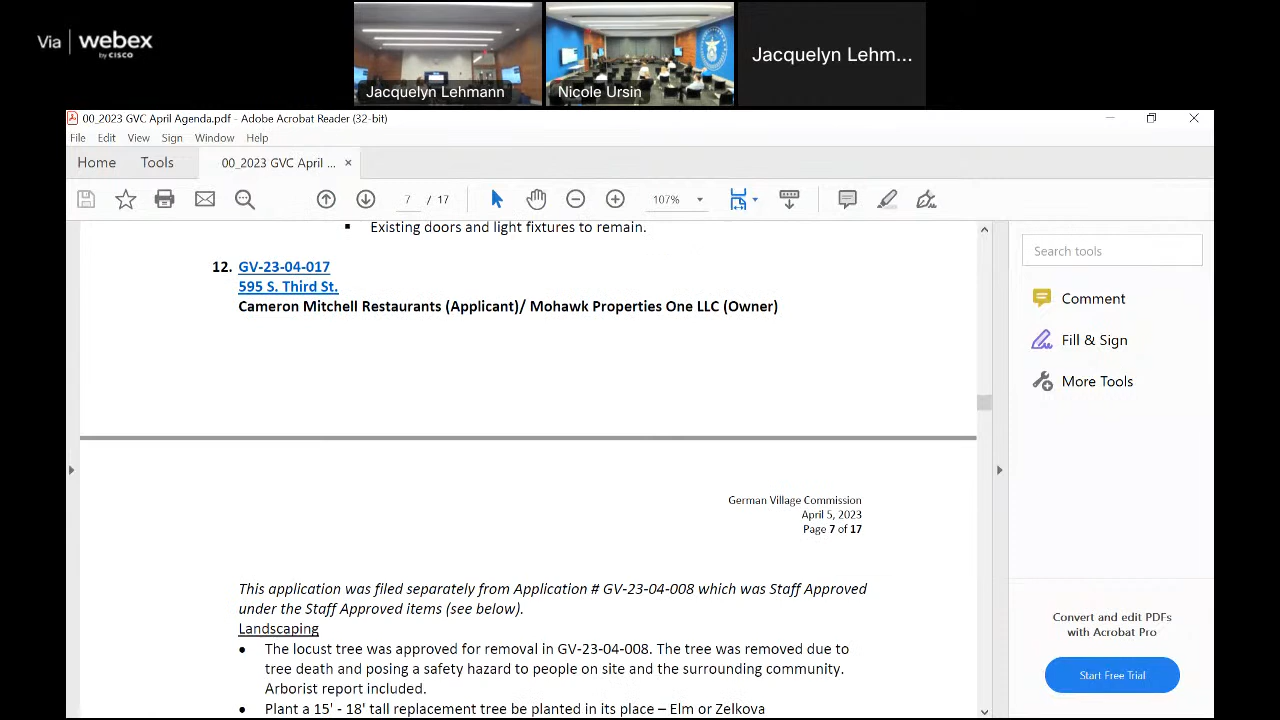 Via webex
by CISCO
Jacquelyn Lehmann
Nicole Ursin
Jacquelyn Lehm...
00_2023 GVC April Agenda.pdf - Adobe Acrobat Reader (32-bit)
File Edit View Sign Window Help
Home Tools 00_2023 GVC April ... ×
7 / 17 107%
▪ Existing doors and light fixtures to remain.
12. GV-23-04-017
595 S. Third St.
Cameron Mitchell Restaurants (Applicant)/ Mohawk Properties One LLC (Owner)
German Village Commission
April 5, 2023
Page 7 of 17
This application was filed separately from Application # GV-23-04-008 which was Staff Approved
under the Staff Approved items (see below).
Landscaping
• The locust tree was approved for removal in GV-23-04-008. The tree was removed due to
tree death and posing a safety hazard to people on site and the surrounding community.
Arborist report included.
• Plant a 15' - 18' tall replacement tree be planted in its place – Elm or Zelkova
Search tools
Comment
Fill & Sign
More Tools
Convert and edit PDFs
with Acrobat Pro
Start Free Trial